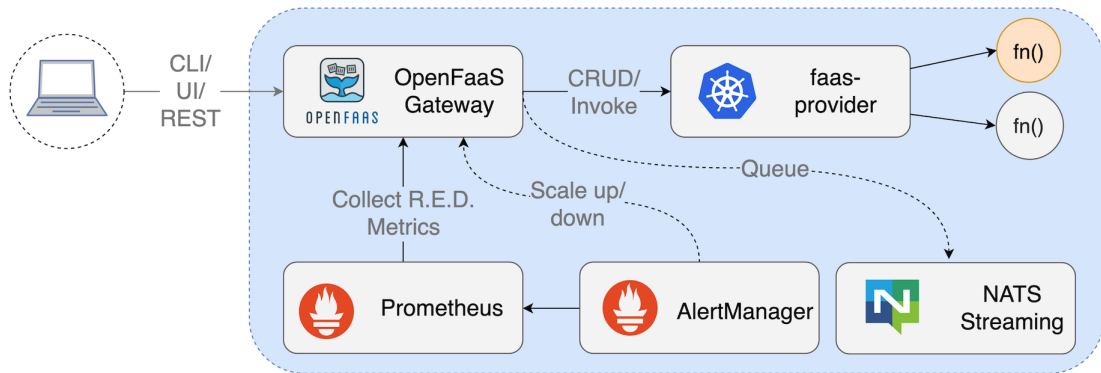 CLI/
UI/
REST
OPENFAAS
OpenFaaS
Gateway
CRUD/
Invoke
faas-
provider
fn()
fn()
Queue
Collect R.E.D.
Metrics
Scale up/
down
Prometheus
AlertManager
N
NATS
Streaming